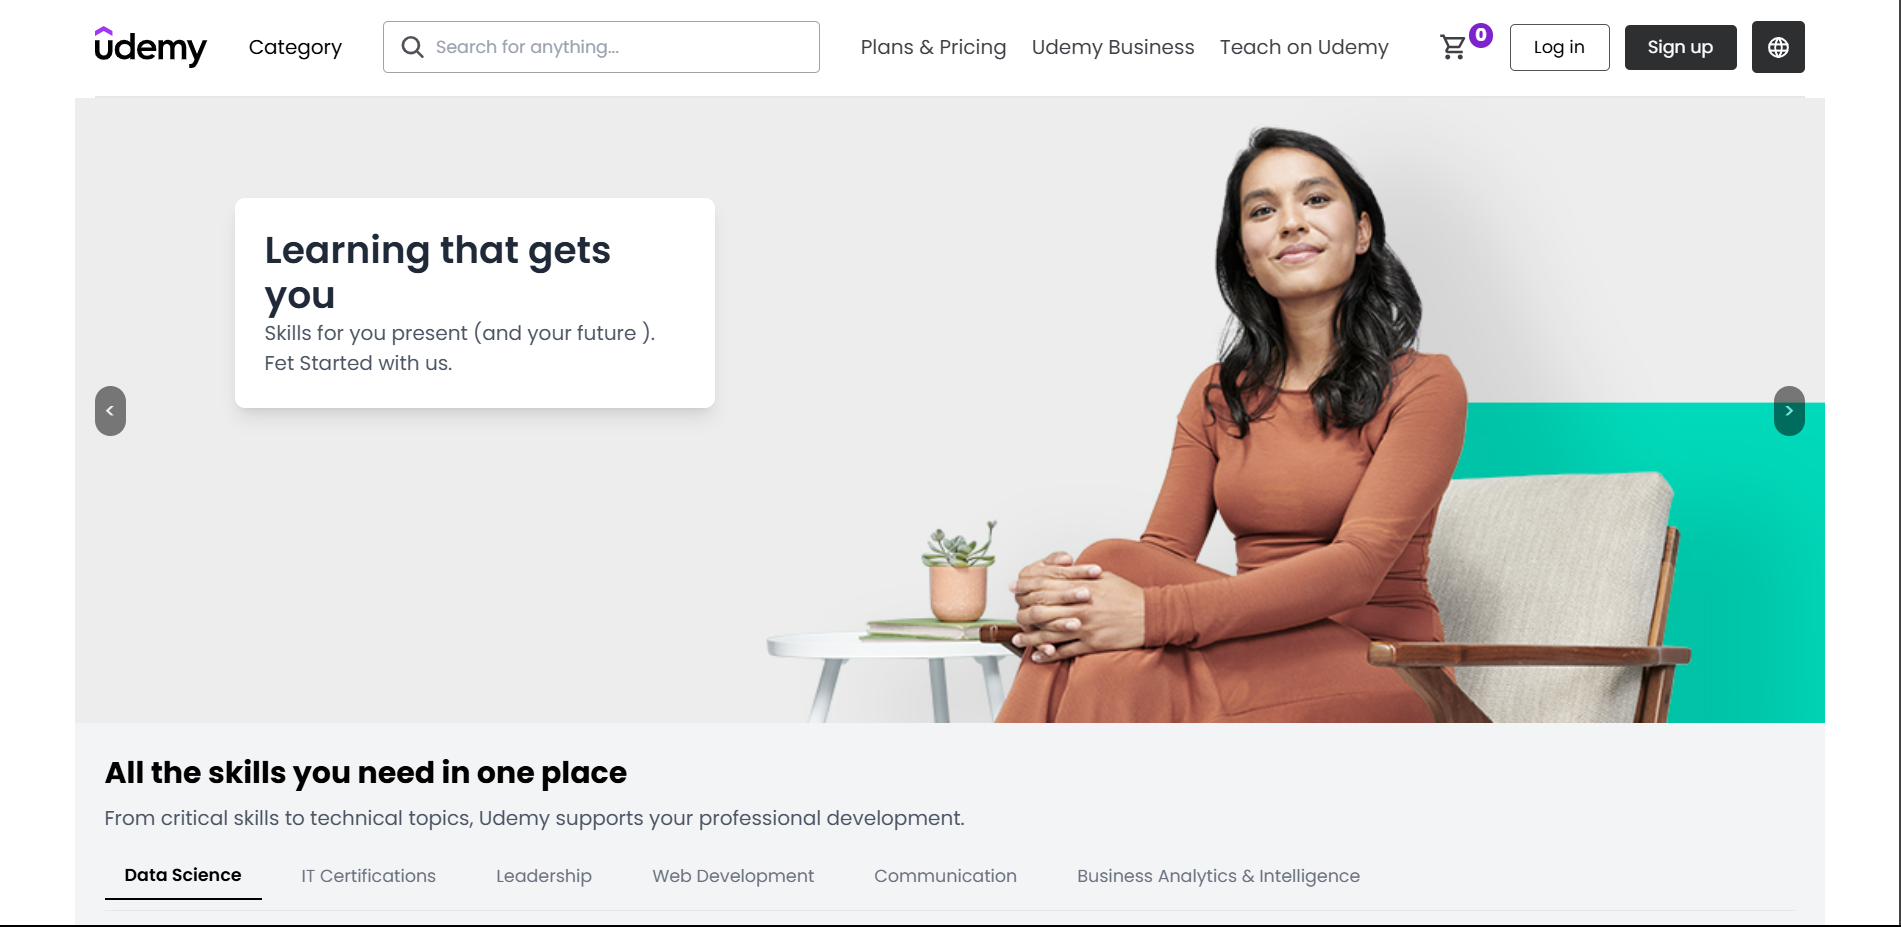 udemy
Category
Search for anything...
Plans & Pricing
Udemy Business
Teach on Udemy
0
Log in
Sign up
Learning that gets
you
Skills for you present (and your future ).
Fet Started with us.
<
>
All the skills you need in one place
From critical skills to technical topics, Udemy supports your professional development.
Data Science
IT Certifications
Leadership
Web Development
Communication
Business Analytics & Intelligence